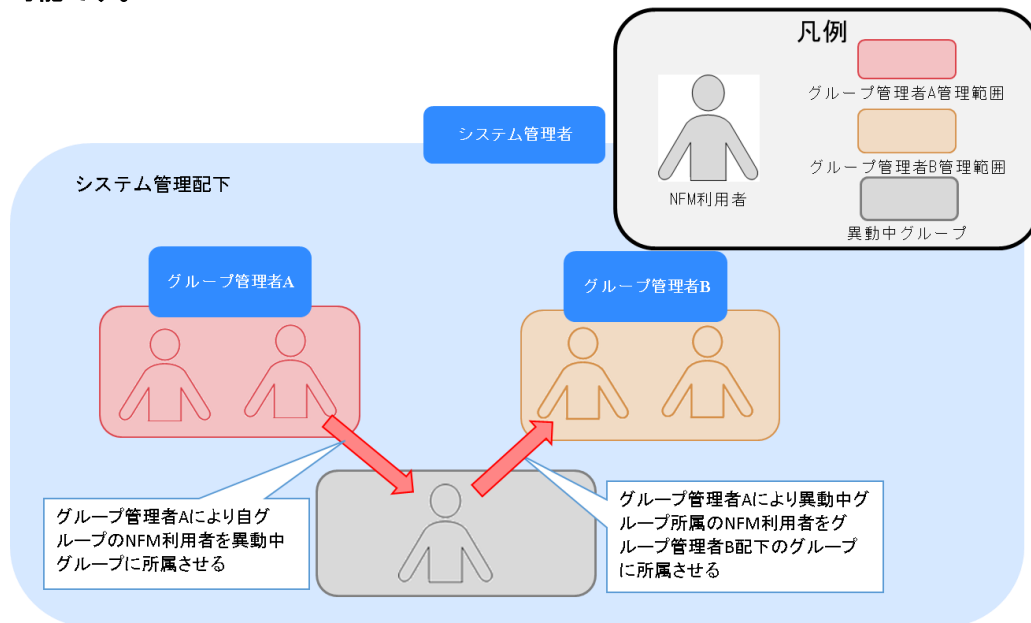 可能です。
凡例
グループ管理者A管理範囲
グループ管理者B管理範囲
NFM利用者
異動中グループ
システム管理者
システム管理配下
グループ管理者A
グループ管理者B
グループ管理者Aにより自グ
ループのNFM利用者を異動中
グループに所属させる
グループ管理者Aにより異動中グ
ループ所属のNFM利用者をグ
ループ管理者B配下のグループ
に所属させる